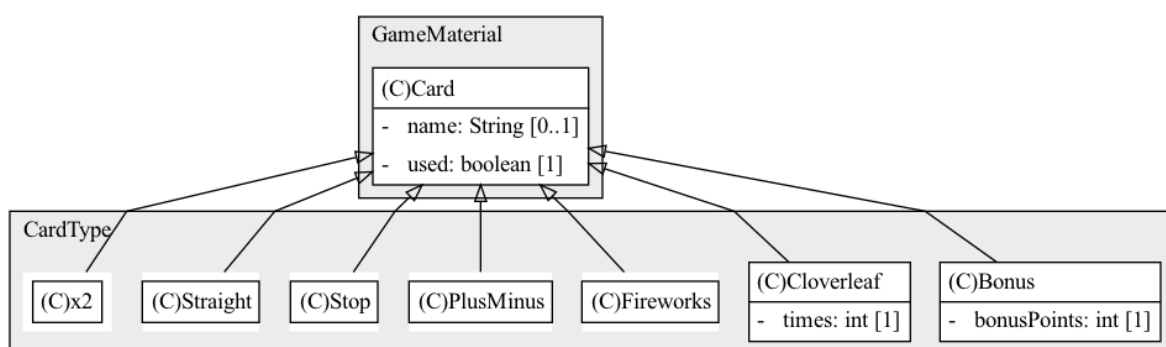 GameMaterial
(C)Card
- name: String [0..1]
- used: boolean [1]
CardType
(C)x2
(C)Straight
(C)Stop
(C)PlusMinus
(C)Fireworks
(C)Cloverleaf
- times: int [1]
(C)Bonus
- bonusPoints: int [1]